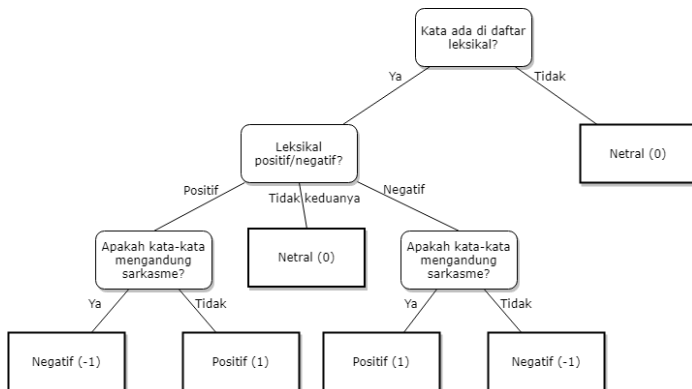 Kata ada di daftar
leksikal?
Ya
Tidak
Leksikal
positif/negatif?
Netral (0)
Positif
Tidak keduanya
Negatif
Apakah kata-kata
mengandung
sarkasme?
Netral (0)
Apakah kata-kata
mengandung
sarkasme?
Ya
Tidak
Ya
Tidak
Negatif (-1)
Positif (1)
Positif (1)
Negatif (-1)